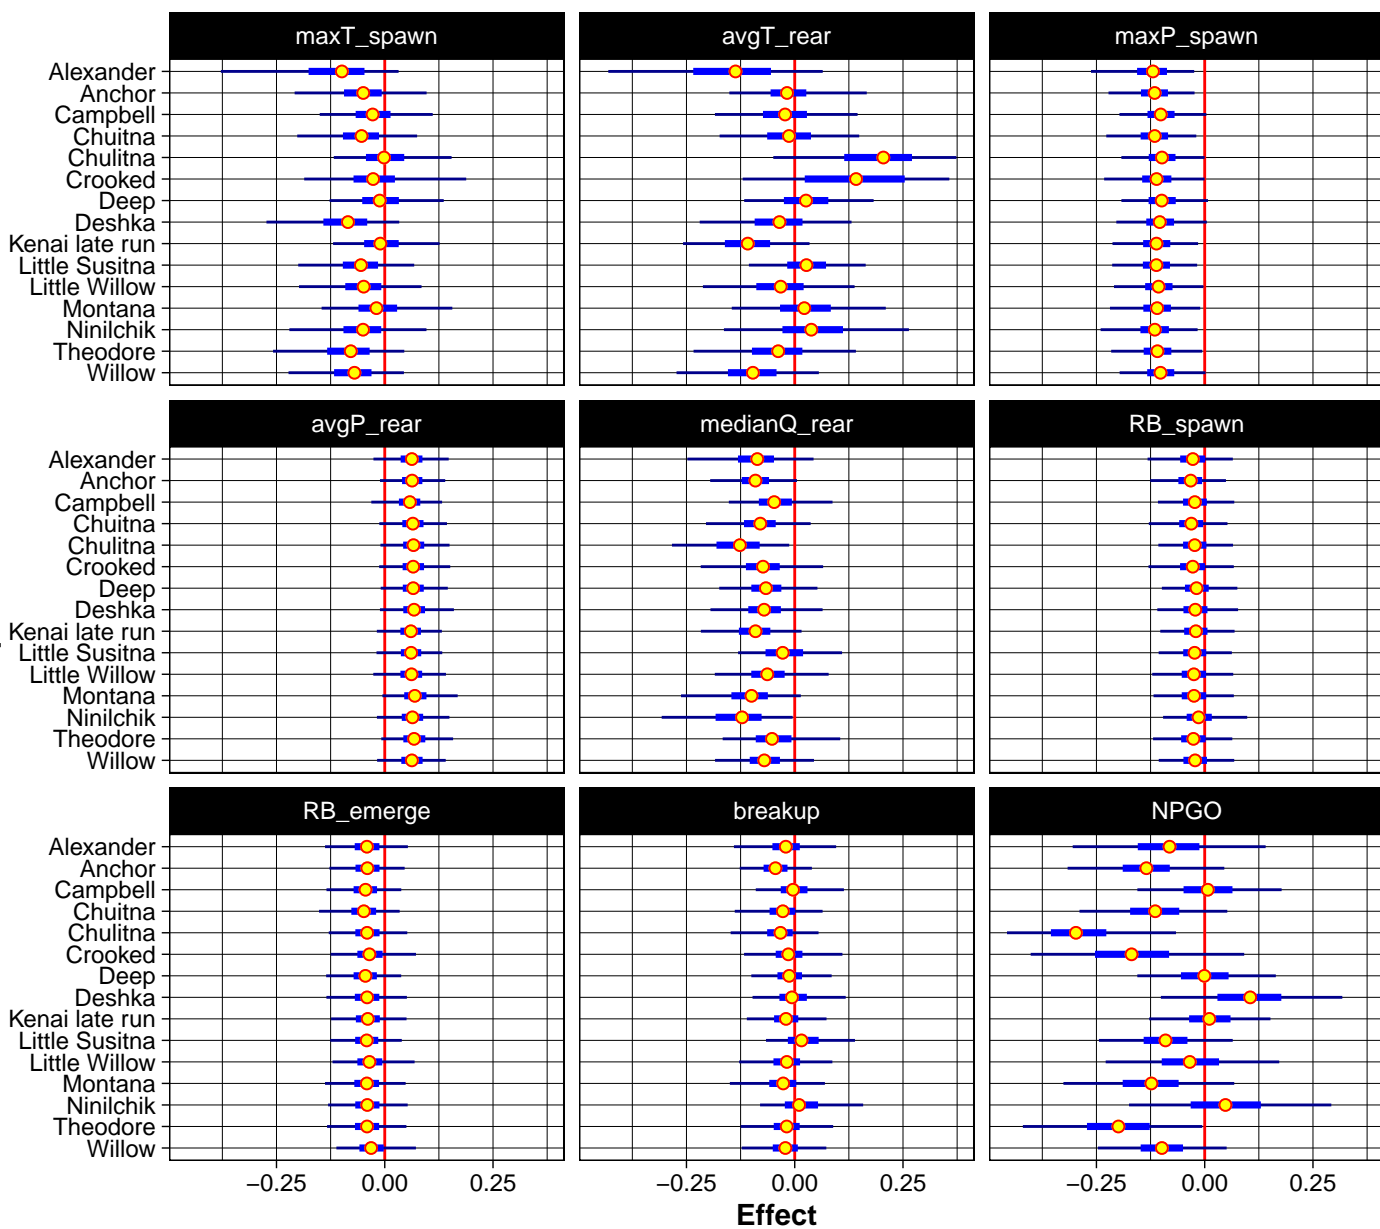 maxT_spawn avgT_rear maxP_spawn
Alexander
Anchor
Campbell
Chuitna
Chulitna
Crooked
Deep
Deshka
Kenai late run
Little Susitna
Little Willow
Montana
Ninilchik
Theodore
Willow
avgP_rear medianQ_rear RB_spawn
Alexander
Anchor
Campbell
Chuitna
Chulitna
Crooked
Deep
Deshka
Kenai late run
Little Susitna
Little Willow
Montana
Ninilchik
Theodore
Willow
RB_emerge breakup NPGO
Alexander
Anchor
Campbell
Chuitna
Chulitna
Crooked
Deep
Deshka
Kenai late run
Little Susitna
Little Willow
Montana
Ninilchik
Theodore
Willow
−0.25 0.00 0.25 −0.25 0.00 0.25 −0.25 0.00 0.25
Effect